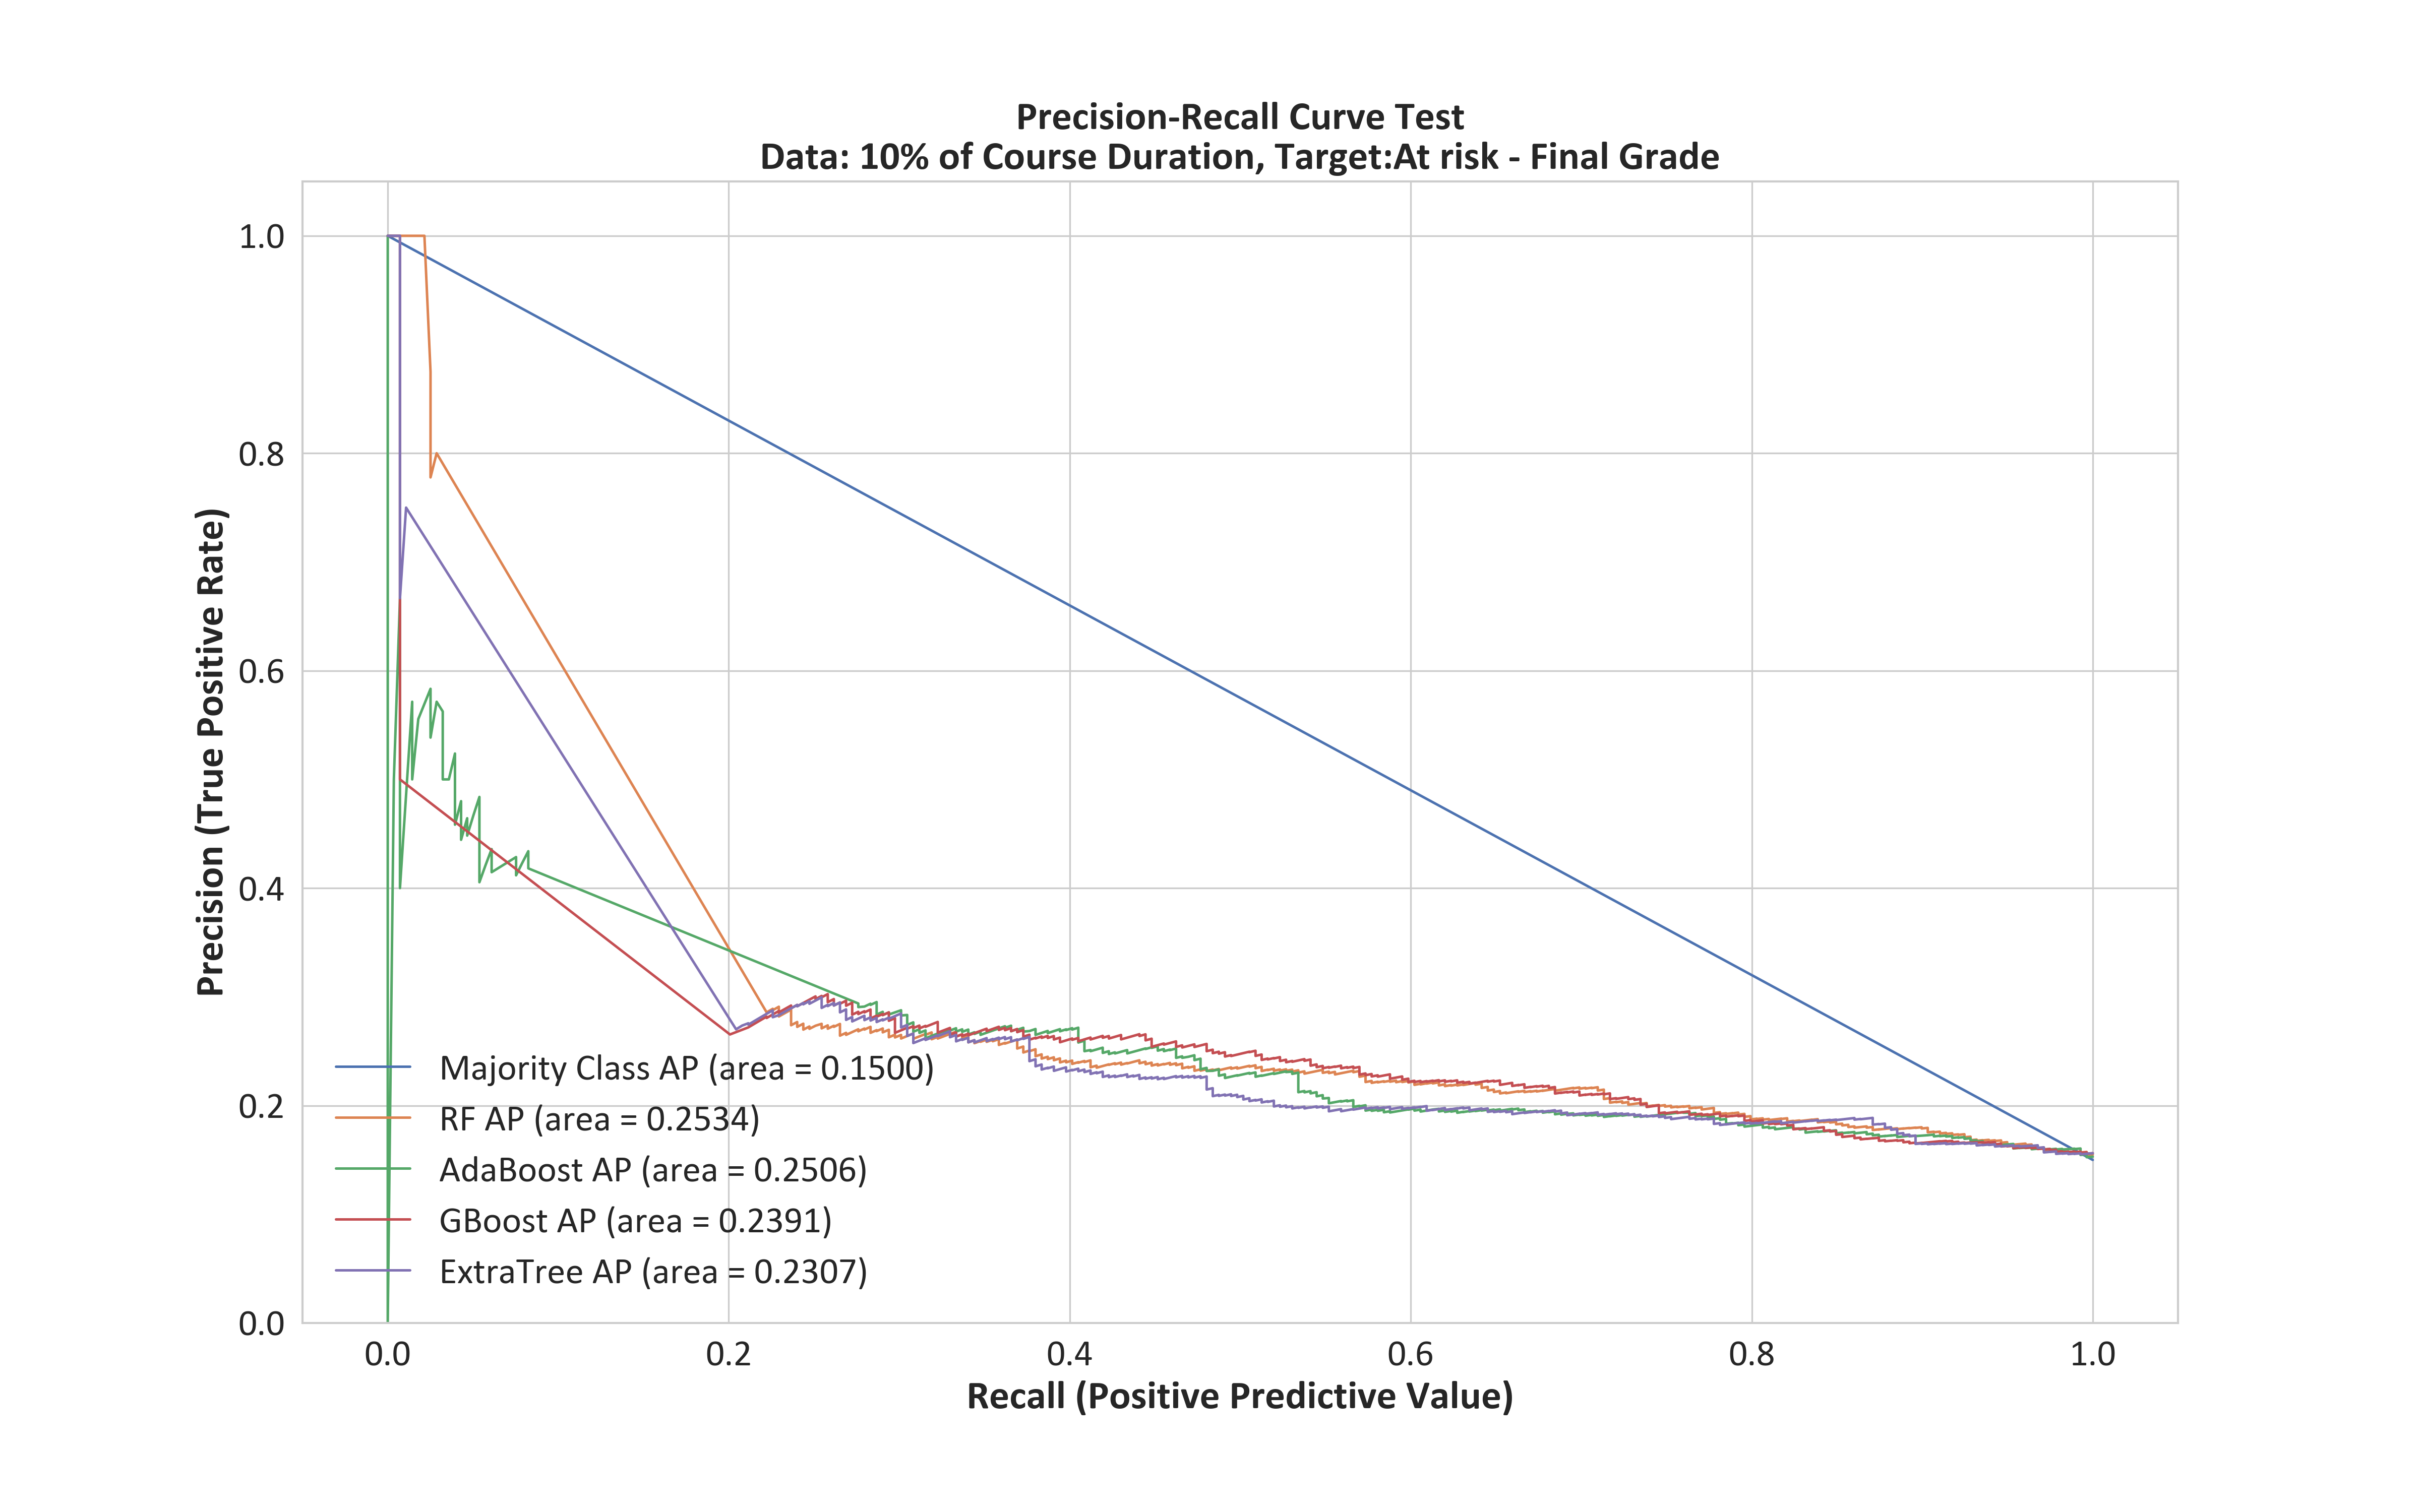 Precision-Recall Curve Test
Data: 10% of Course Duration, Target:At risk - Final Grade
Precision (True Positive Rate)
1.0
0.8
0.6
0.4
0.2
0.0
Majority Class AP (area = 0.1500)
RF AP (area = 0.2534)
AdaBoost AP (area = 0.2506)
GBoost AP (area = 0.2391)
ExtraTree AP (area = 0.2307)
0.0 0.2 0.4 0.6 0.8 1.0
Recall (Positive Predictive Value)